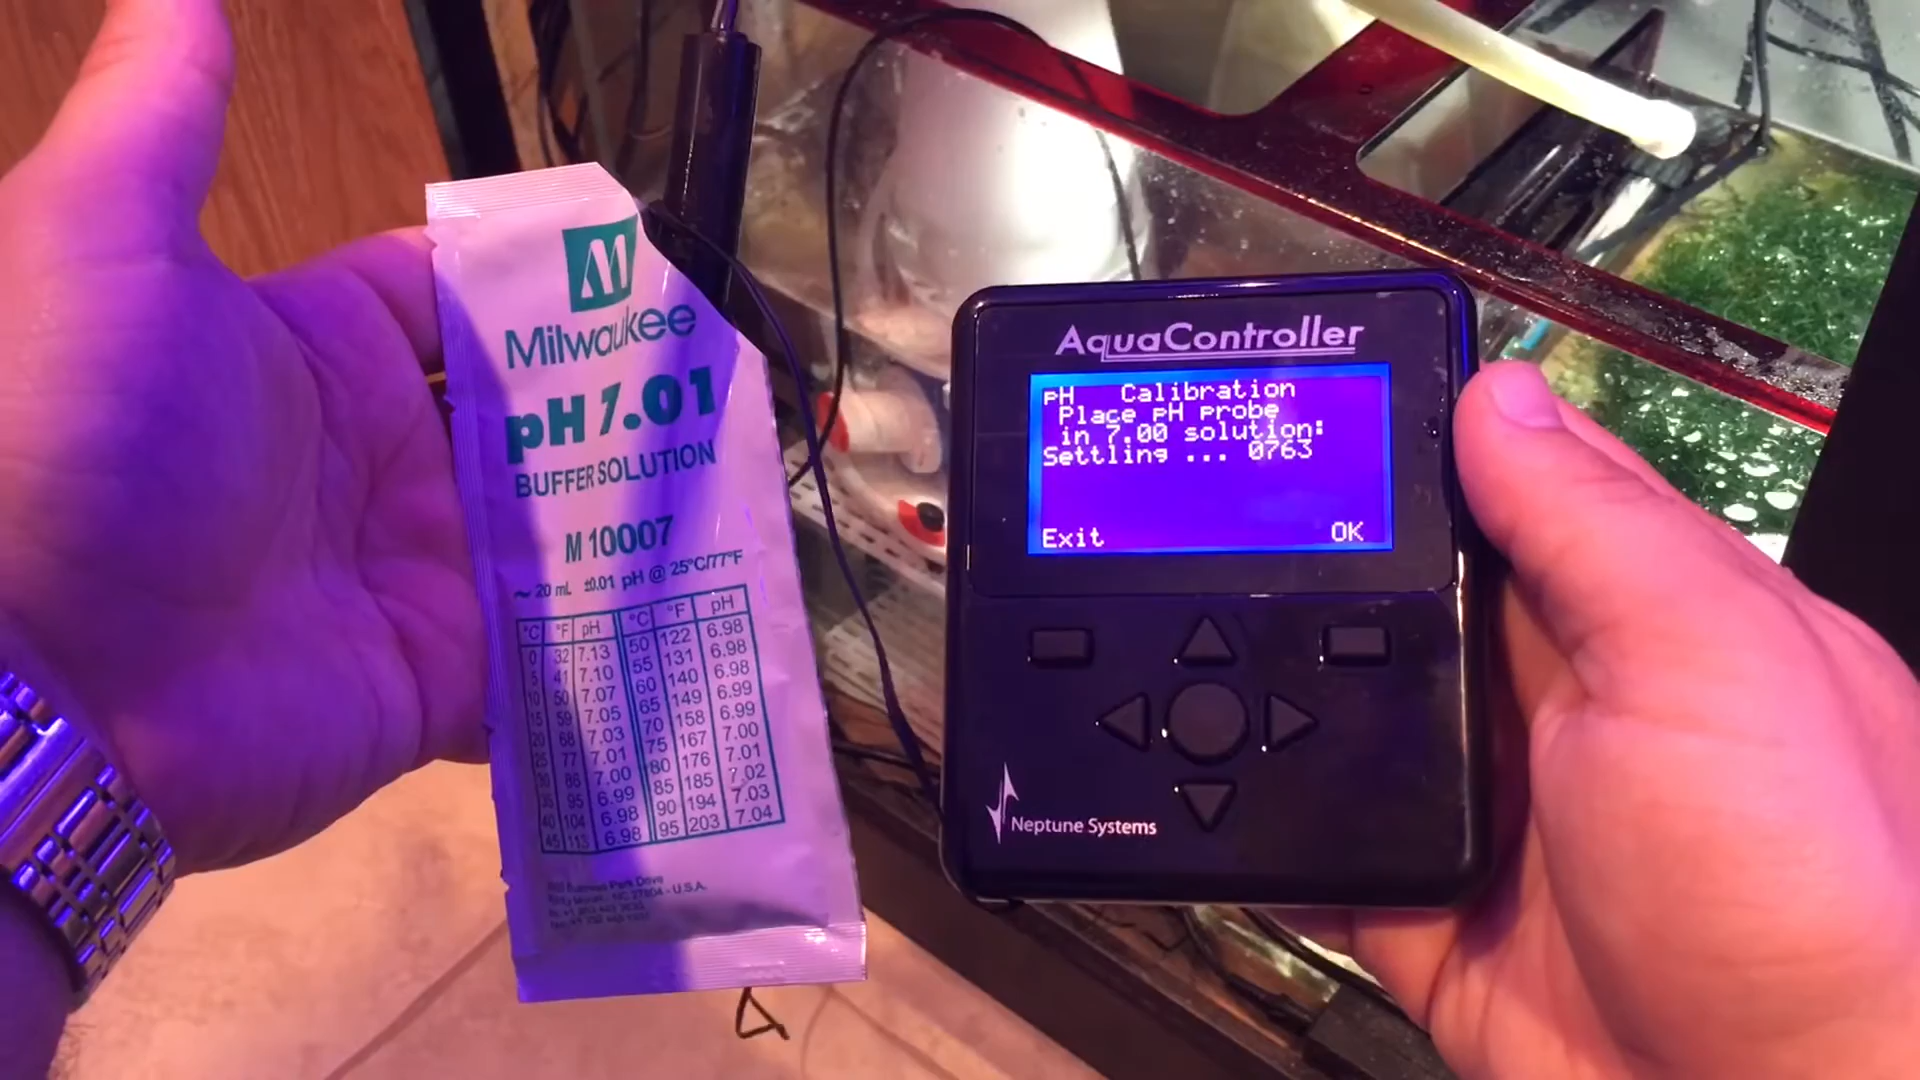 Milwaukee
pH 7.01
BUFFER SOLUTION
M10007
~ 20 mL ±0.01 pH @ 25°C/77°F
°C °F pH °C °F pH
0 32 7.13 50 122 6.98
5 41 7.10 55 131 6.98
10 50 7.07 60 140 6.98
15 59 7.05 65 149 6.99
20 68 7.03 70 158 6.99
25 77 7.01 75 167 7.00
30 86 7.00 80 176 7.01
35 95 6.99 85 185 7.02
40 104 6.98 90 194 7.03
45 113 6.98 95 203 7.04
Park Drive
NC 27804 - U.S.A.
AquaController
pH Calibration
Place pH probe
in 7.00 solution:
Settling ... 0763
Exit OK
Neptune Systems